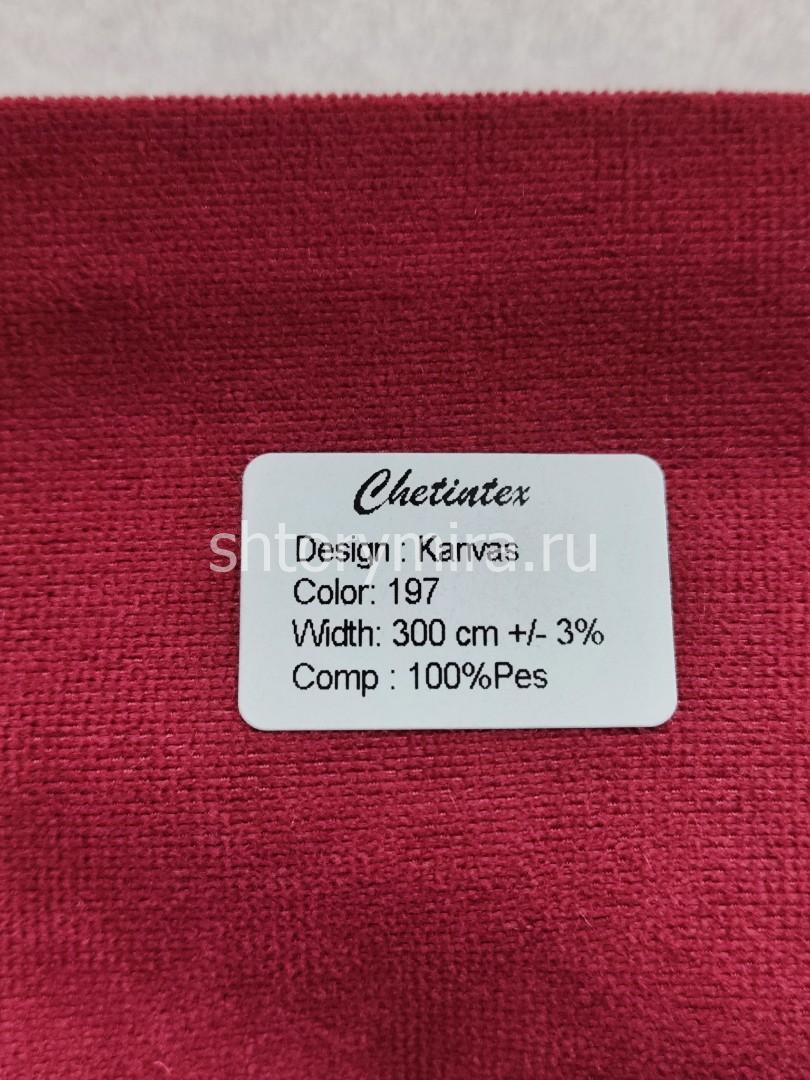 Chetintex
Design : Kanvas
shtorymira.ru
Color: 197
Width: 300 cm +/- 3%
Comp : 100%Pes